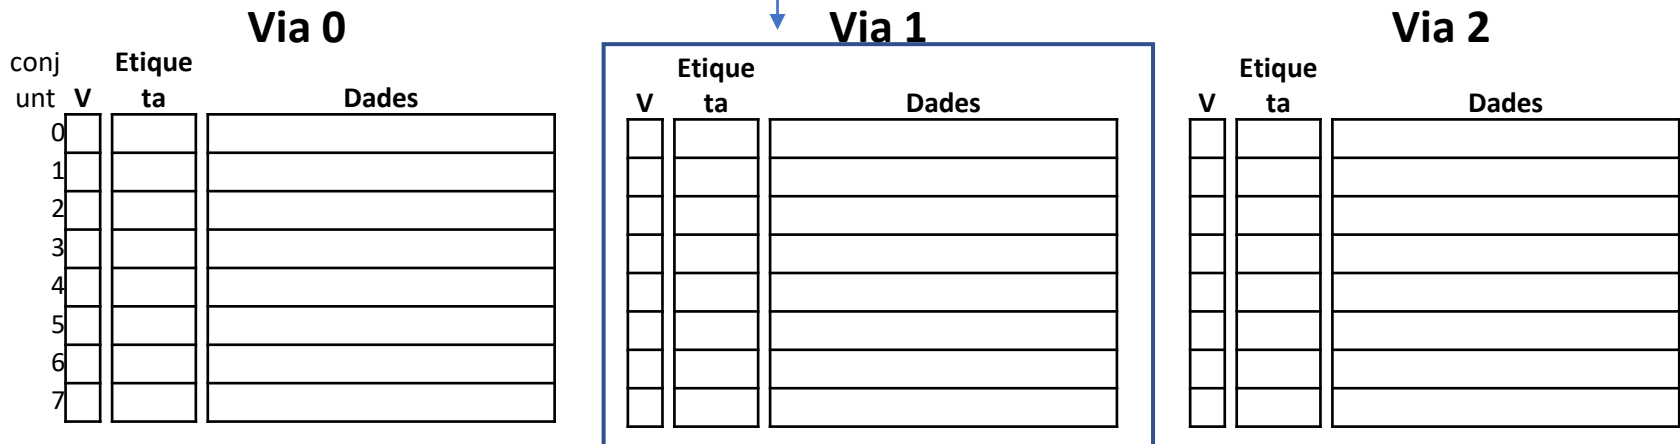 Via 0
Via 1
Via 2
conj
unt
Etique
ta
V
Dades
Etique
ta
V
Dades
Etique
ta
V
Dades
0
1
2
3
4
5
6
7